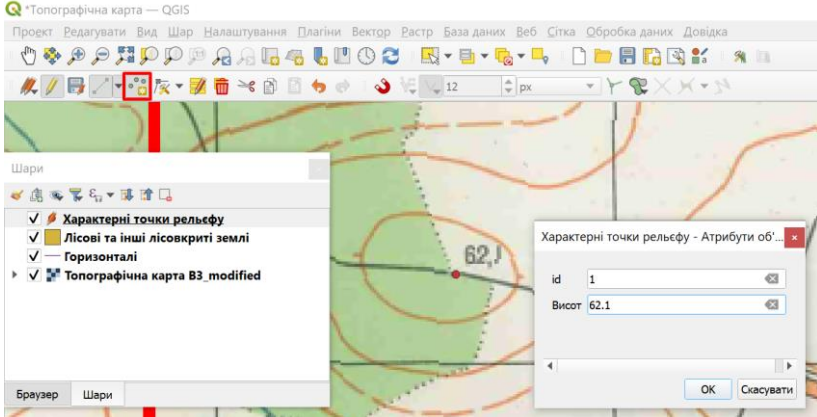 *Топографічна карта — QGIS
Проект Редагувати Вид Шар Налаштування Плагіни Вектор Растр База даних Веб Сітка Обробка даних Довідка
12 px
Шари
Характерні точки рельєфу
Лісові та інші лісовкриті землі
Горизонталі
Топографічна карта В3_modified
Браузер Шари
62,1
Характерні точки рельєфу - Атрибути об'...
id 1
Висот 62.1
ОК Скасувати